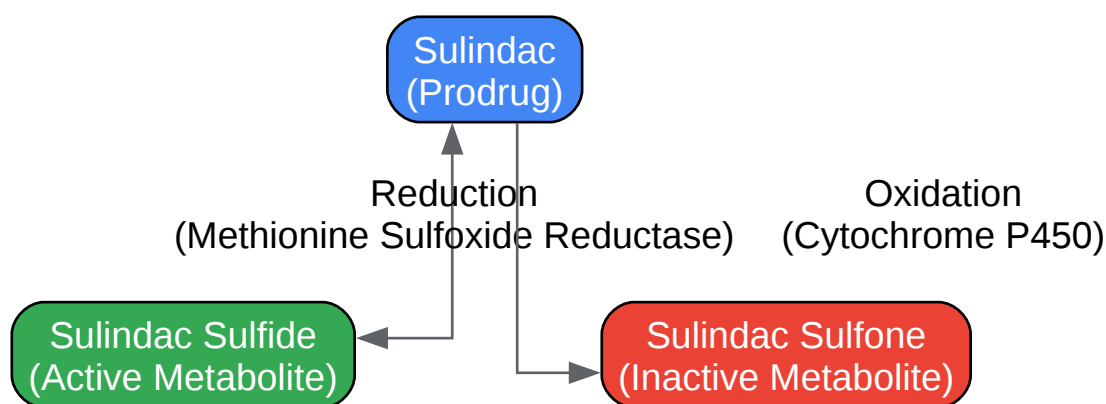 Sulindac
(Prodrug)
Reduction
(Methionine Sulfoxide Reductase)
Oxidation
(Cytochrome P450)
Sulindac Sulfide
(Active Metabolite)
Sulindac Sulfone
(Inactive Metabolite)